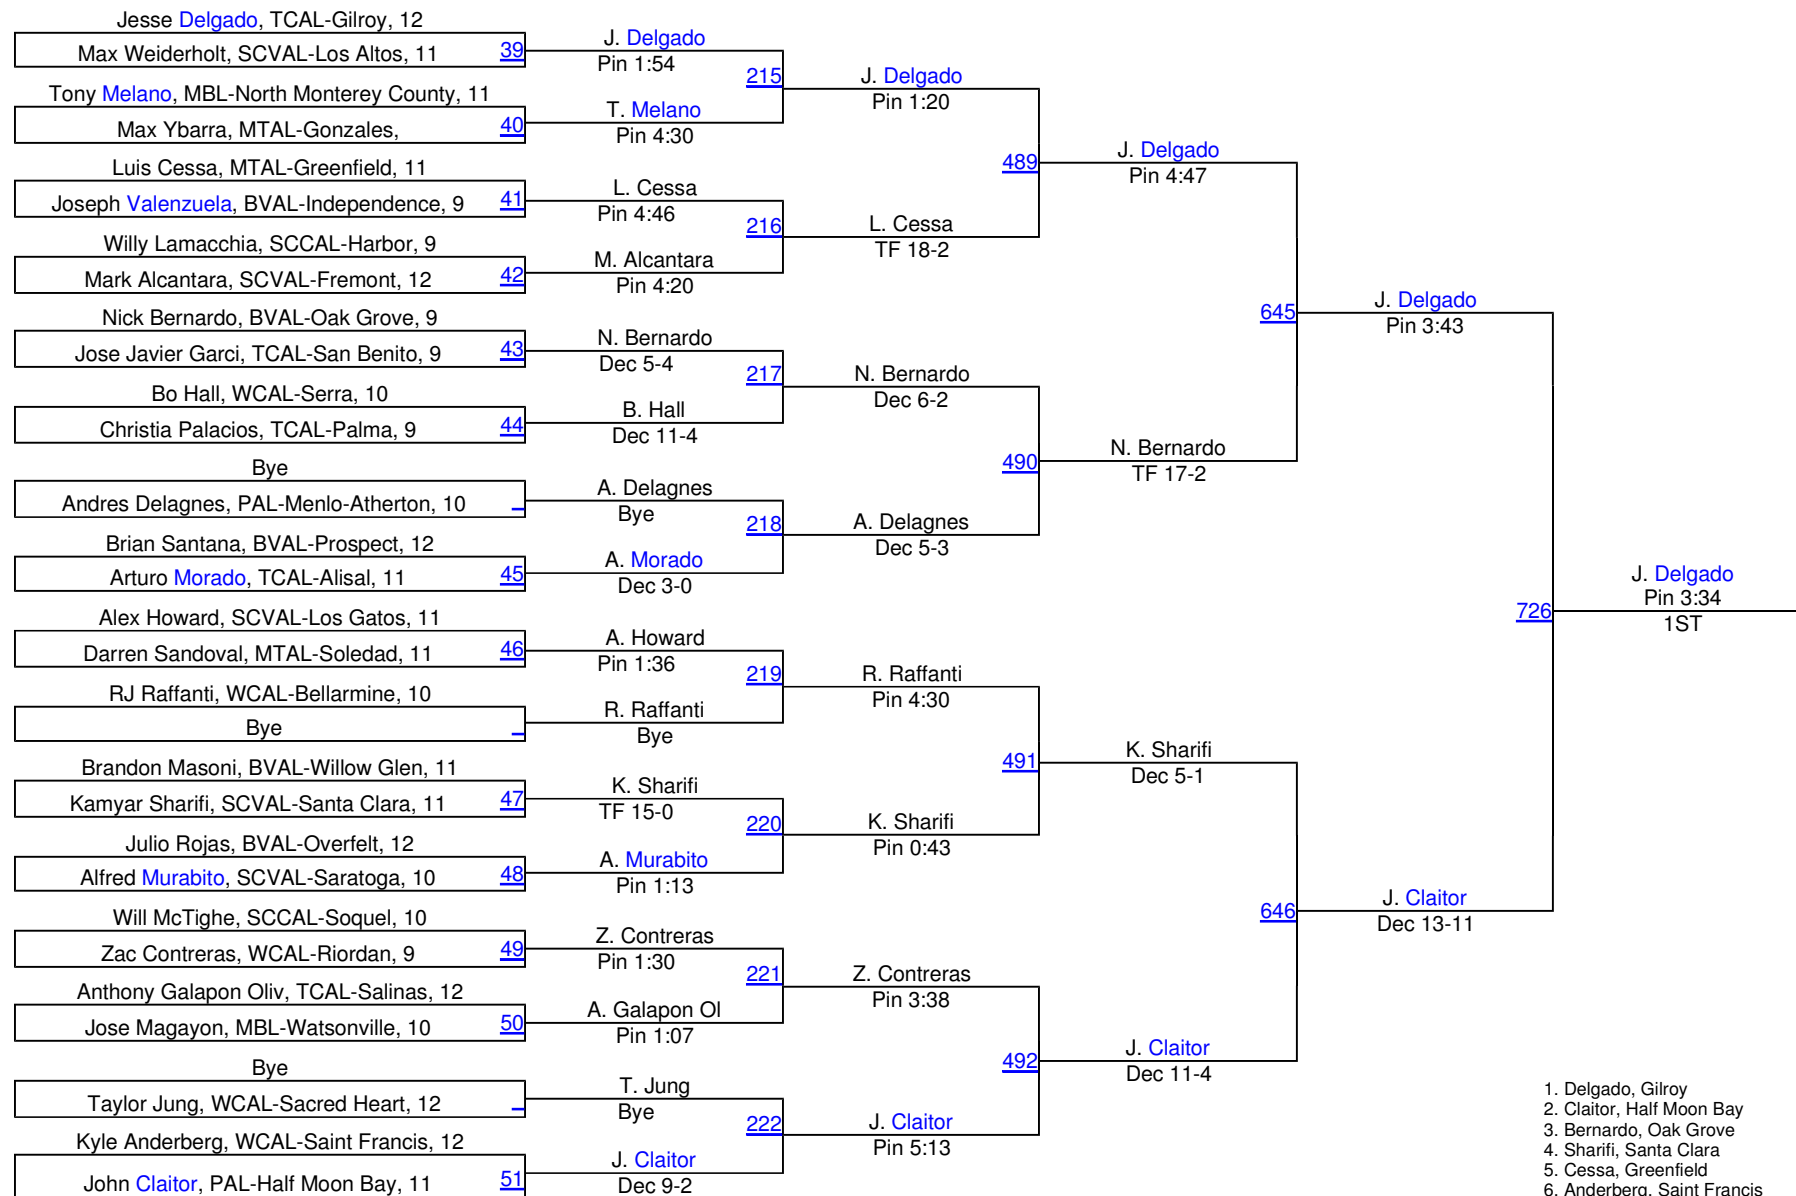 Jesse Delgado, TCAL-Gilroy, 12
Max Weiderholt, SCVAL-Los Altos, 11
39
Tony Melano, MBL-North Monterey County, 11
Max Ybarra, MTAL-Gonzales,
40
Luis Cessa, MTAL-Greenfield, 11
Joseph Valenzuela, BVAL-Independence, 9
41
Willy Lamacchia, SCCAL-Harbor, 9
Mark Alcantara, SCVAL-Fremont, 12
42
Nick Bernardo, BVAL-Oak Grove, 9
Jose Javier Garci, TCAL-San Benito, 9
43
Bo Hall, WCAL-Serra, 10
Christia Palacios, TCAL-Palma, 9
44
Bye
Andres Delagnes, PAL-Menlo-Atherton, 10
Brian Santana, BVAL-Prospect, 12
Arturo Morado, TCAL-Alisal, 11
45
Alex Howard, SCVAL-Los Gatos, 11
Darren Sandoval, MTAL-Soledad, 11
46
RJ Raffanti, WCAL-Bellarmine, 10
Bye
Brandon Masoni, BVAL-Willow Glen, 11
Kamyar Sharifi, SCVAL-Santa Clara, 11
47
Julio Rojas, BVAL-Overfelt, 12
Alfred Murabito, SCVAL-Saratoga, 10
48
Will McTighe, SCCAL-Soquel, 10
Zac Contreras, WCAL-Riordan, 9
49
Anthony Galapon Oliv, TCAL-Salinas, 12
Jose Magayon, MBL-Watsonville, 10
50
Bye
Taylor Jung, WCAL-Sacred Heart, 12
Kyle Anderberg, WCAL-Saint Francis, 12
John Claitor, PAL-Half Moon Bay, 11
51
J. Delgado
Pin 1:54
215
T. Melano
Pin 4:30
L. Cessa
Pin 4:46
216
M. Alcantara
Pin 4:20
N. Bernardo
Dec 5-4
217
B. Hall
Dec 11-4
A. Delagnes
Bye
218
A. Morado
Dec 3-0
A. Howard
Pin 1:36
219
R. Raffanti
Bye
K. Sharifi
TF 15-0
220
A. Murabito
Pin 1:13
Z. Contreras
Pin 1:30
221
A. Galapon Ol
Pin 1:07
T. Jung
Bye
222
J. Claitor
Dec 9-2
J. Delgado
Pin 1:20
489
L. Cessa
TF 18-2
N. Bernardo
Dec 6-2
490
A. Delagnes
Dec 5-3
R. Raffanti
Pin 4:30
491
K. Sharifi
Pin 0:43
Z. Contreras
Pin 3:38
492
J. Claitor
Pin 5:13
J. Delgado
Pin 4:47
645
N. Bernardo
TF 17-2
K. Sharifi
Dec 5-1
646
J. Claitor
Dec 11-4
J. Delgado
Pin 3:43
726
J. Claitor
Dec 13-11
J. Delgado
Pin 3:34
1ST
1. Delgado, Gilroy
2. Claitor, Half Moon Bay
3. Bernardo, Oak Grove
4. Sharifi, Santa Clara
5. Cessa, Greenfield
6. Anderberg, Saint Francis